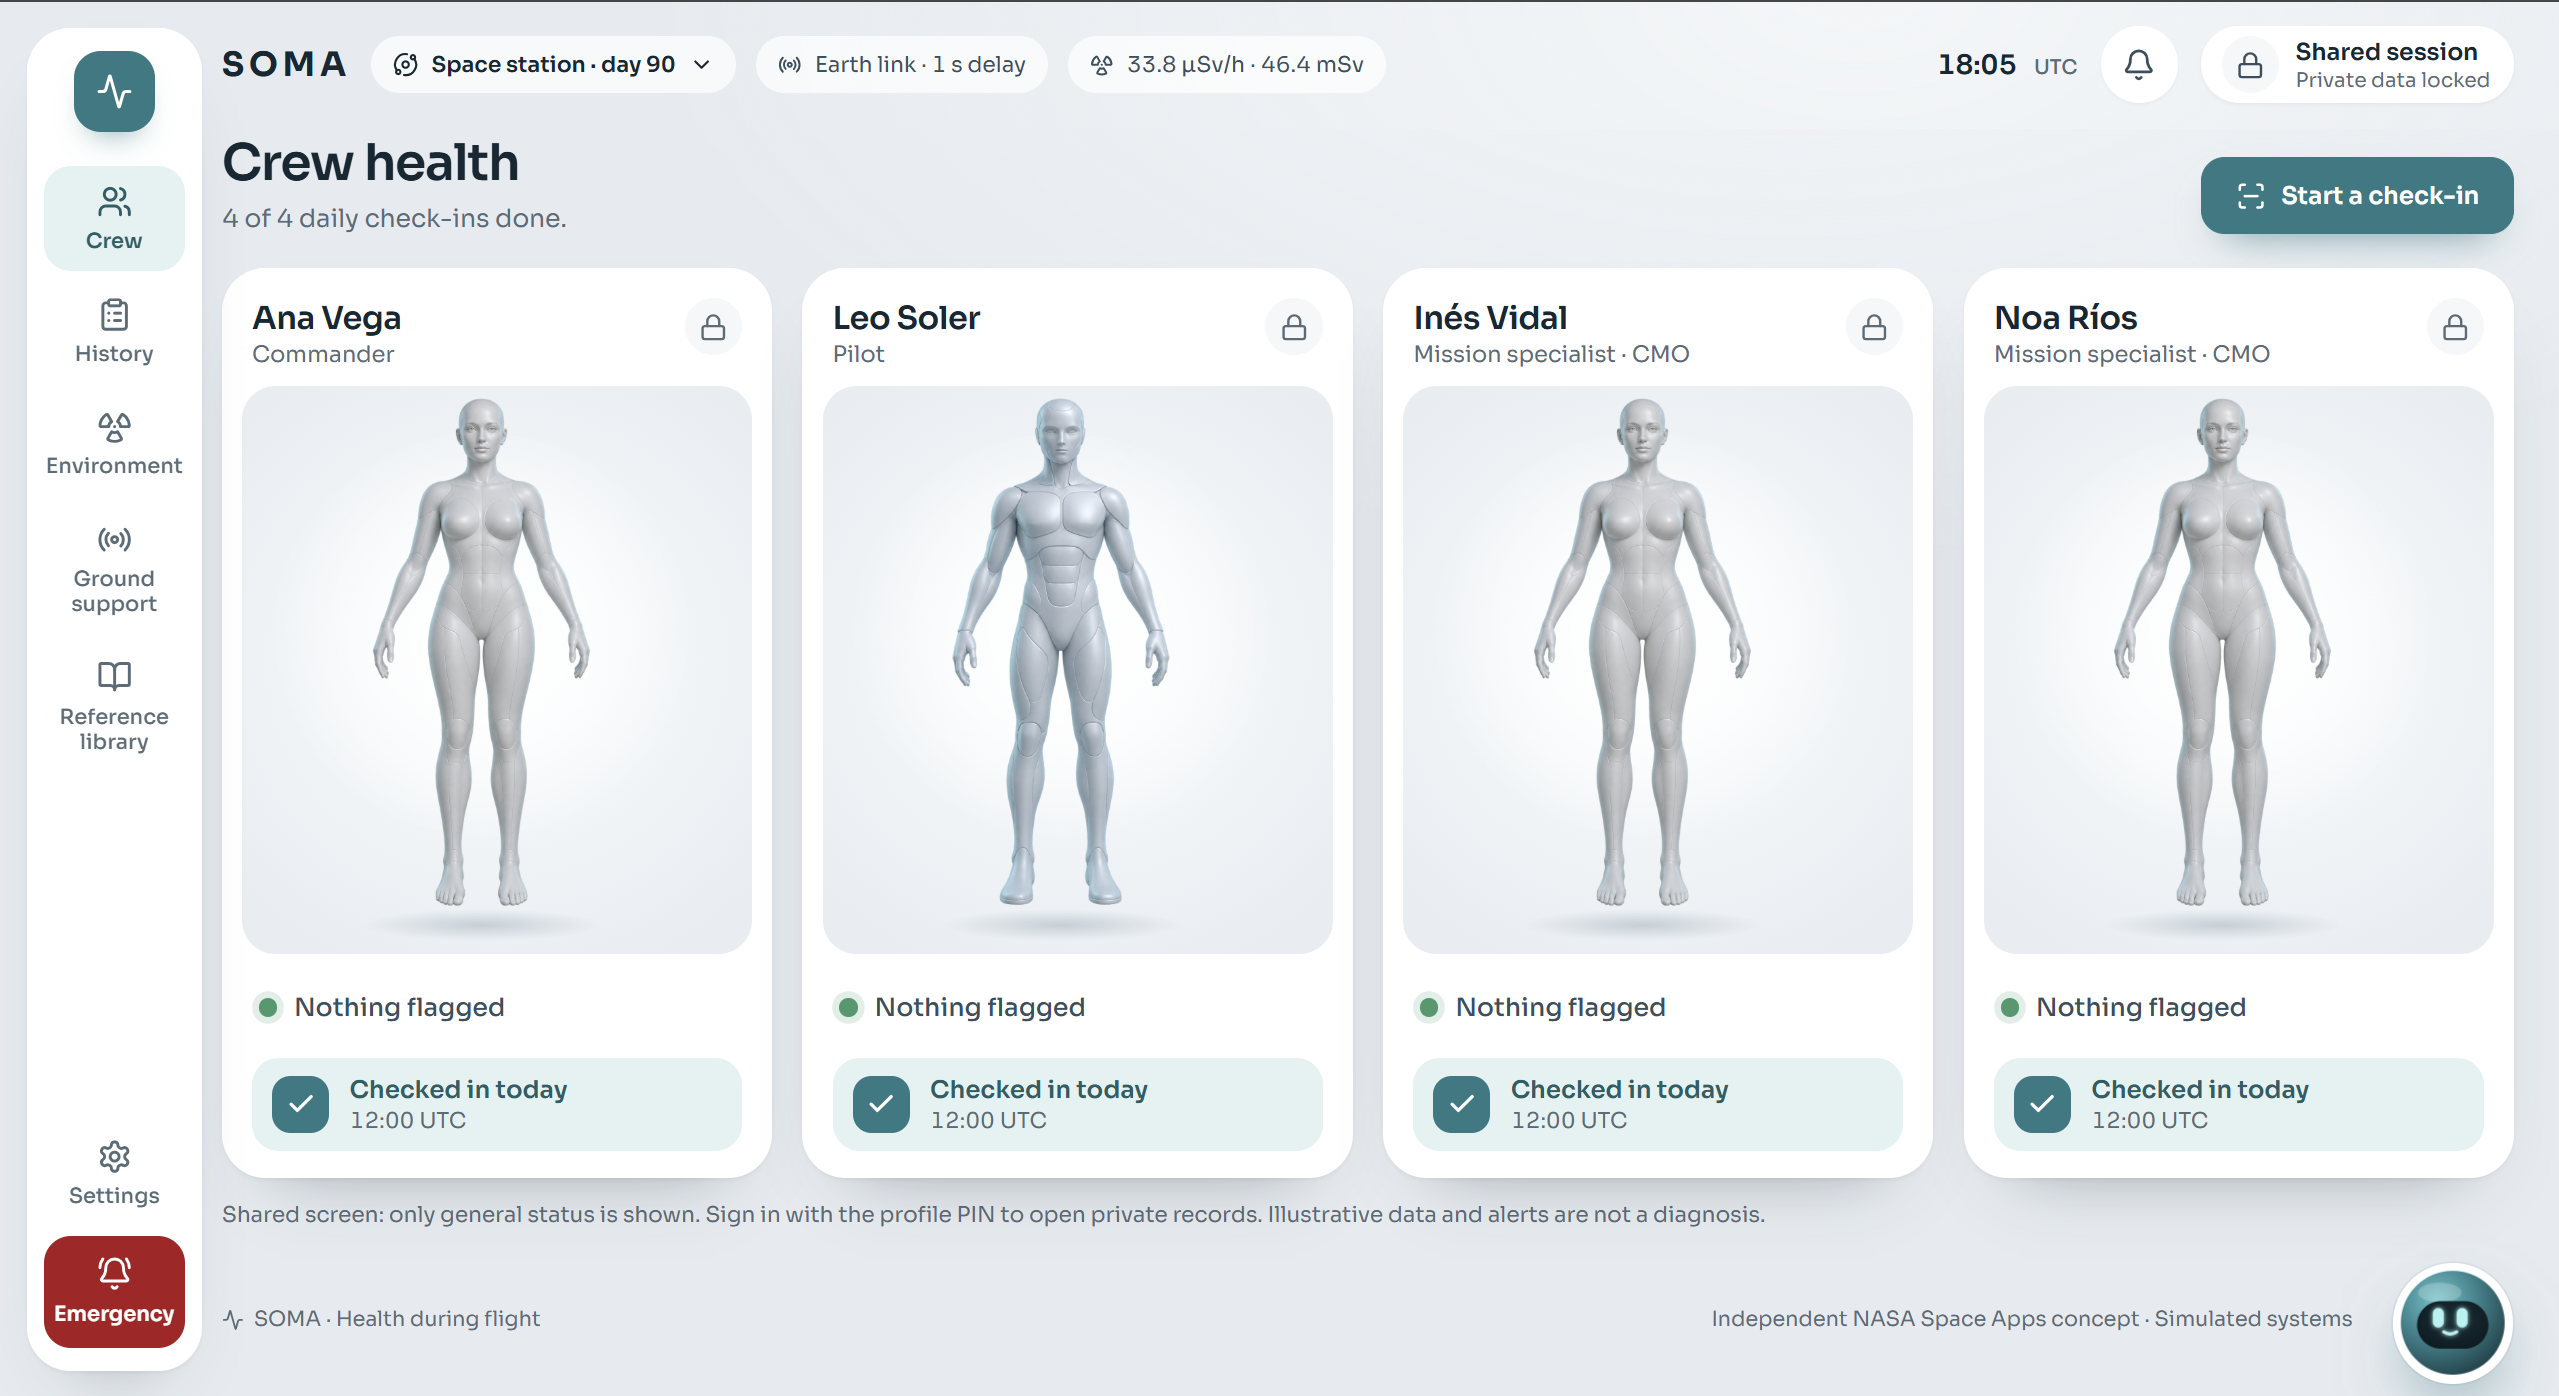 SOMA
Space station · day 90
Earth link · 1 s delay
33.8 µSv/h · 46.4 mSv
18:05 UTC
Shared session
Private data locked
Crew
History
Environment
Ground
support
Reference
library
Settings
Emergency
Crew health
4 of 4 daily check-ins done.
Start a check-in
Ana Vega
Commander
Nothing flagged
Checked in today
12:00 UTC
Leo Soler
Pilot
Nothing flagged
Checked in today
12:00 UTC
Inés Vidal
Mission specialist · CMO
Nothing flagged
Checked in today
12:00 UTC
Noa Ríos
Mission specialist · CMO
Nothing flagged
Checked in today
12:00 UTC
Shared screen: only general status is shown. Sign in with the profile PIN to open private records. Illustrative data and alerts are not a diagnosis.
SOMA · Health during flight
Independent NASA Space Apps concept · Simulated systems